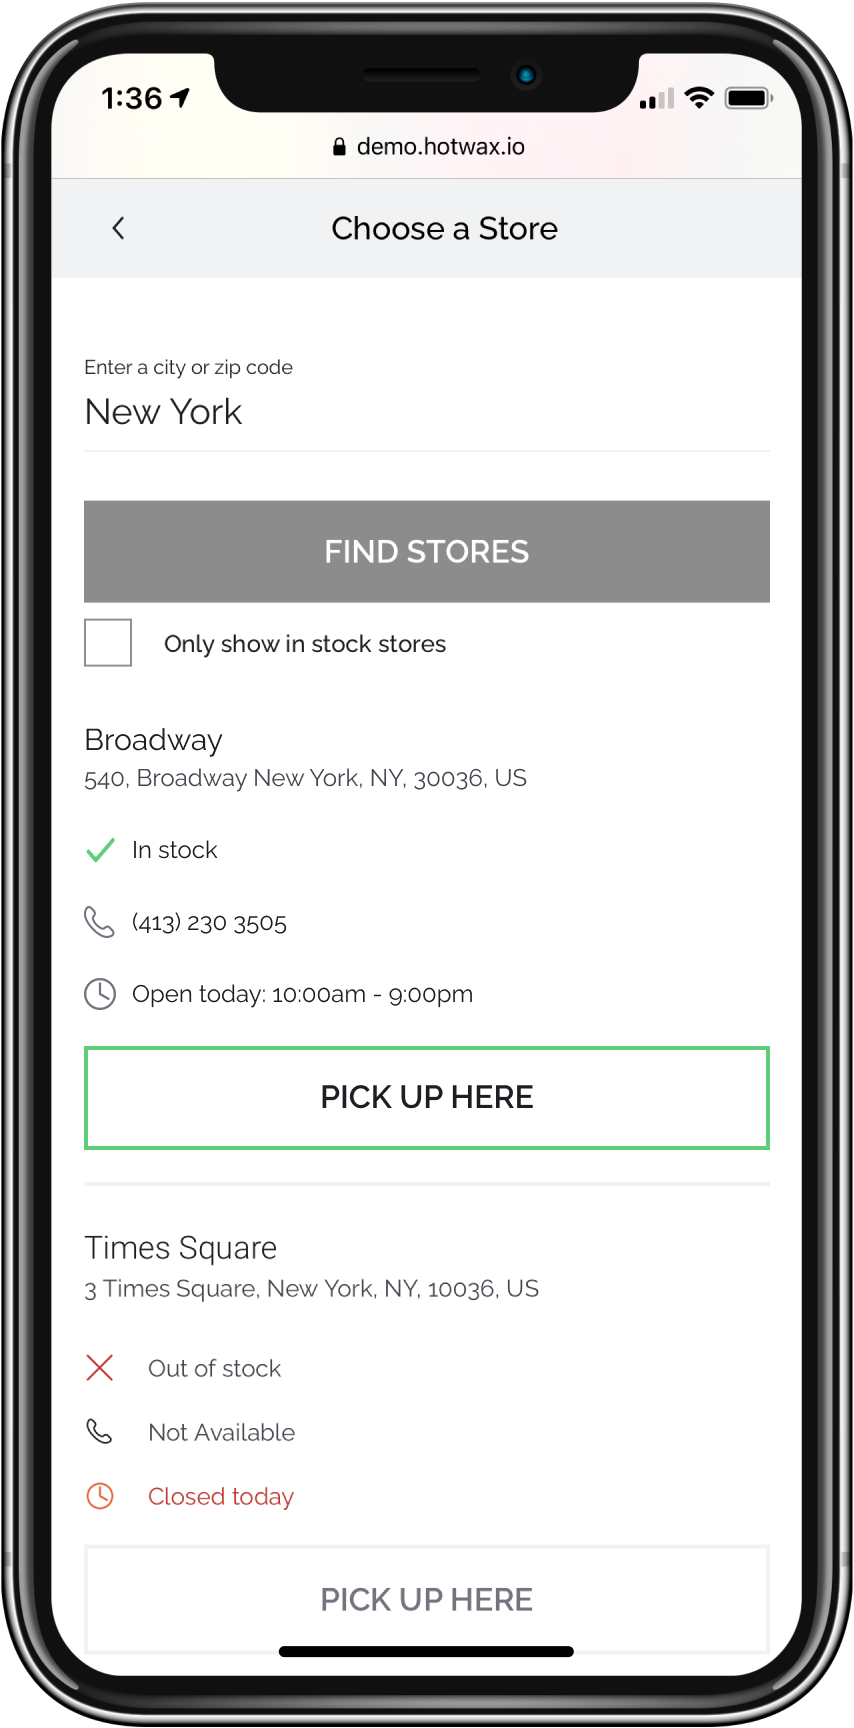 1:36
demo.hotwax.io
Choose a Store
Enter a city or zip code
New York
FIND STORES
Only show in stock stores
Broadway
540, Broadway New York, NY, 30036, US
In stock
(413) 230 3505
Open today: 10:00am - 9:00pm
PICK UP HERE
Times Square
3 Times Square, New York, NY, 10036, US
Out of stock
Not Available
Closed today
PICK UP HERE